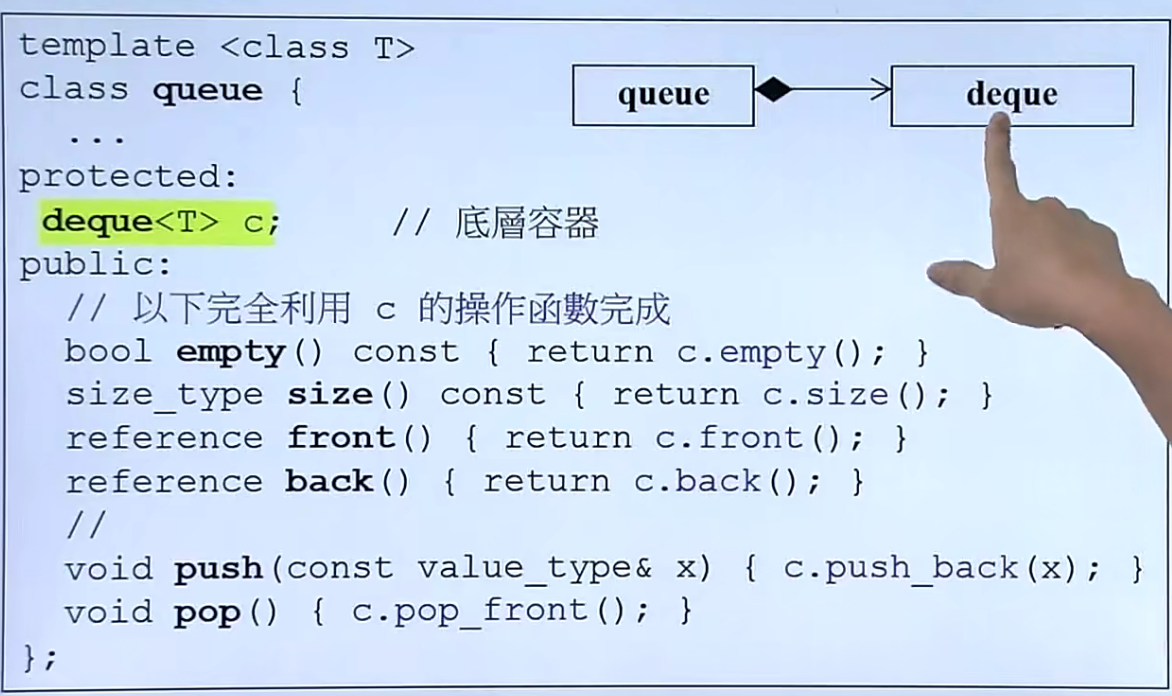 template <class T>
class queue {
...
protected:
deque<T> c; // 底層容器
public:
// 以下完全利用 c 的操作函數完成
bool empty() const { return c.empty(); }
size_type size() const { return c.size(); }
reference front() { return c.front(); }
reference back() { return c.back(); }
//
void push(const value_type& x) { c.push_back(x); }
void pop() { c.pop_front(); }
};
queue
deque